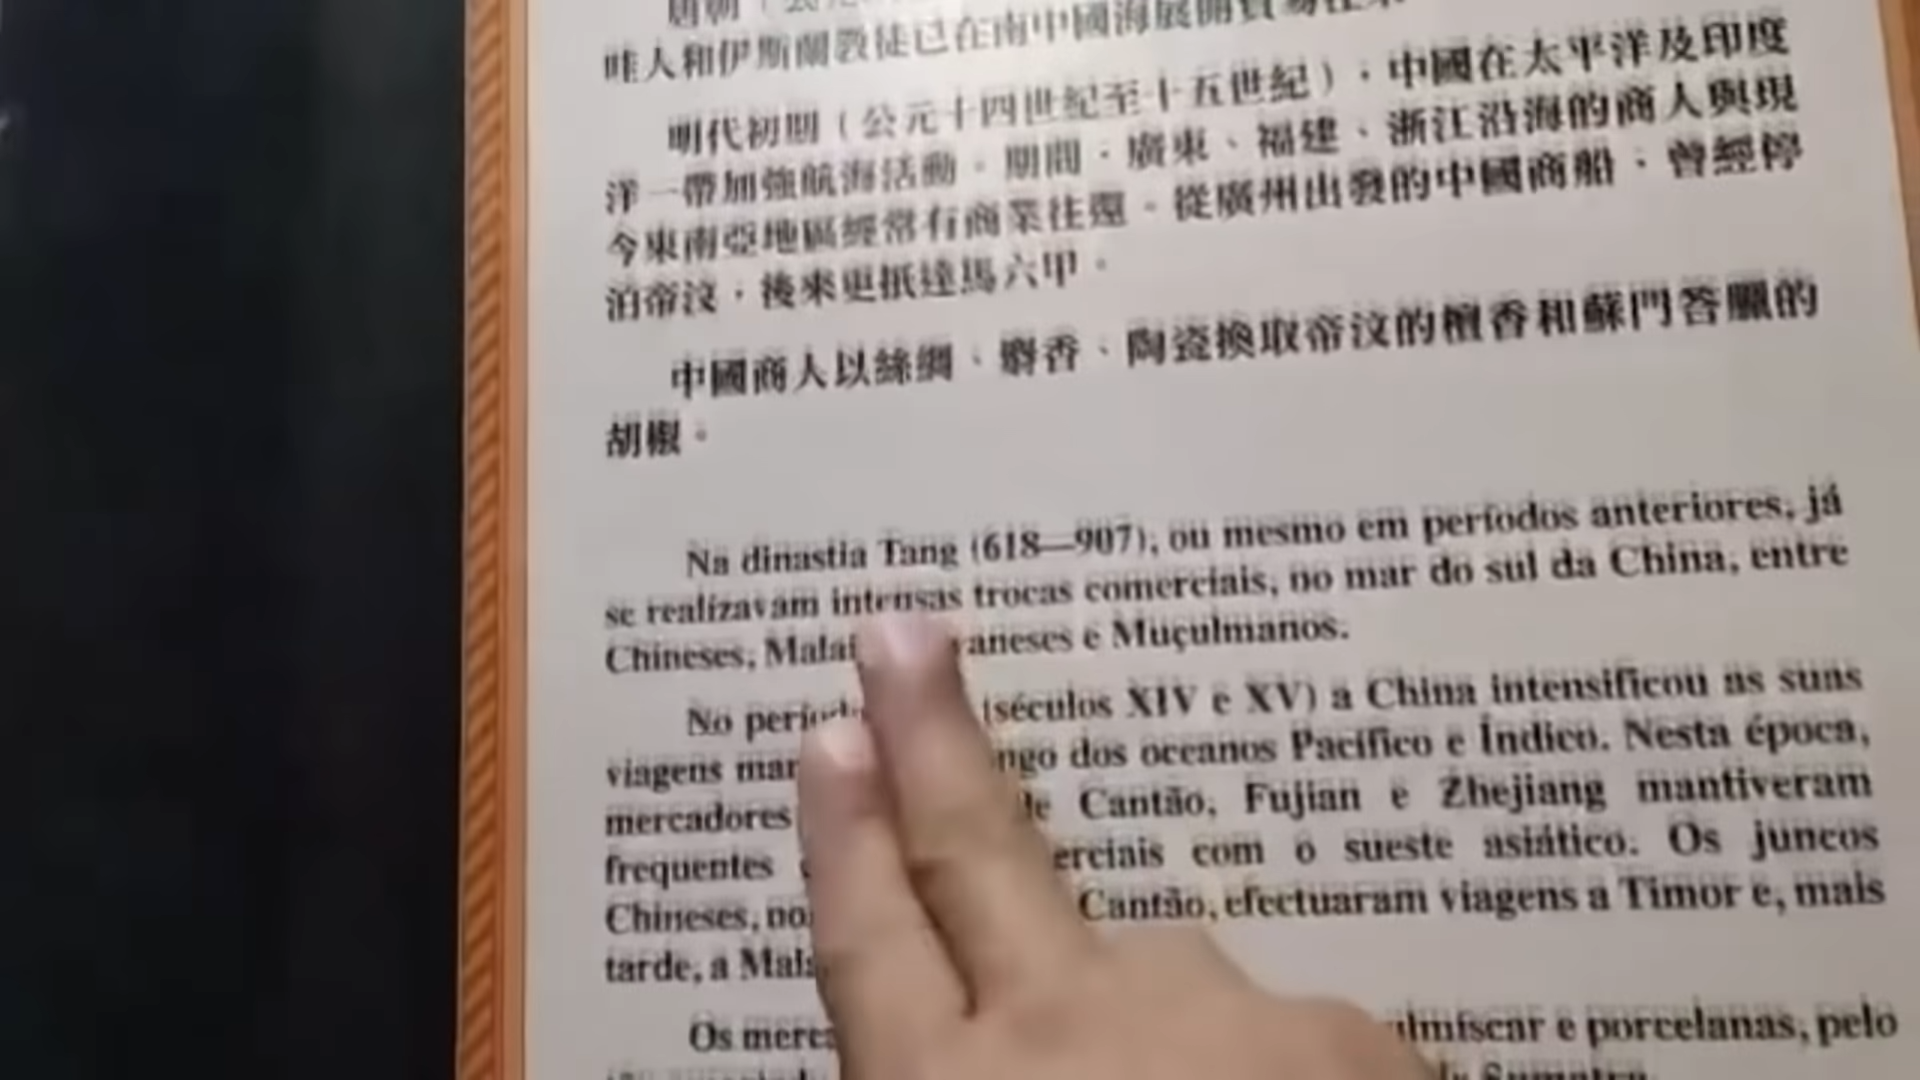 唐朝（
哇人和伊斯蘭教徒已在南中國海展開貿易往來
明代初期（公元十四世紀至十五世紀），中國在太平洋及印度
洋一帶加強航海活動。期間，廣東、福建、浙江沿海的商人與現
今東南亞地區經常有商業往還。從廣州出發的中國商船，曾經停
泊帝汶，後來更抵達馬六甲。
中國商人以絲綢、麝香、陶瓷換取帝汶的檀香和蘇門答臘的
胡椒。
Na dinastia Tang (618—907), ou mesmo em períodos anteriores, já
se realizavam intensas trocas comerciais, no mar do sul da China, entre
Chineses, Malai aneses e Muçulmanos.
No (séculos XIV e XV) a China intensificou as suas
viagens mar ngo dos oceanos Pacífico e Índico. Nesta época,
mercadores Cantão, Fujian e Zhejiang mantiveram
frequentes erciais com o sueste asiático. Os juncos
Chineses, Cantão, efectuaram viagens a Timor e, mais
tarde, a Mala
Os merca almíscar e porcelanas, pelo
Sumatra.